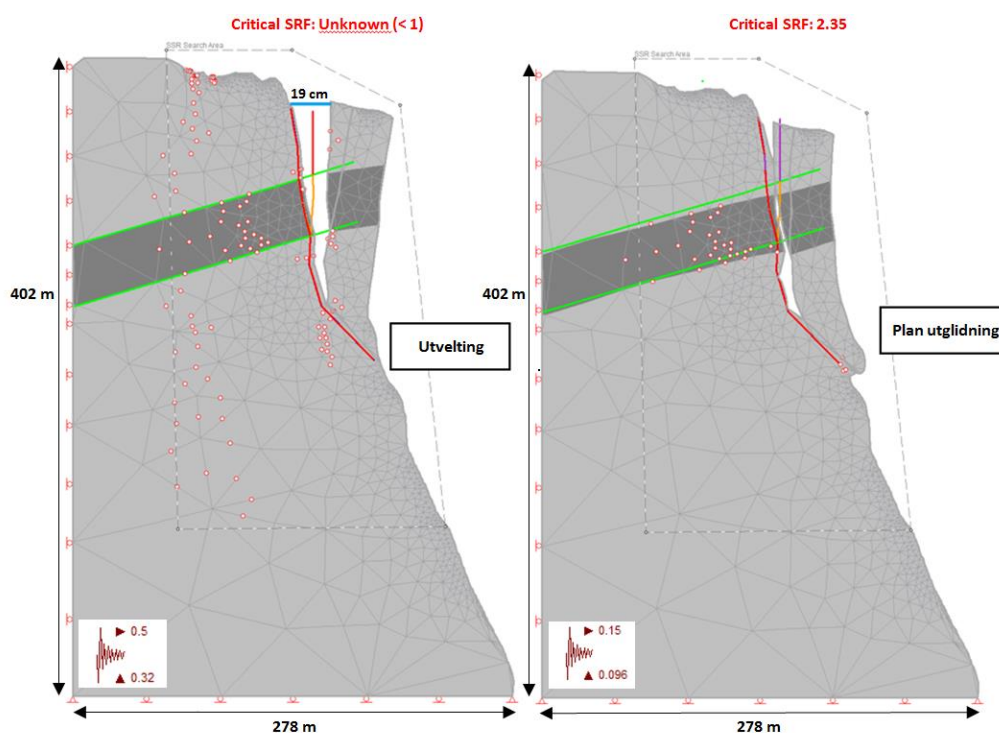 Critical SRF: Unknown (< 1)
SSR Search Area
19 cm
402 m
Utvelting
0.5
0.32
278 m
Critical SRF: 2.35
SSR Search Area
402 m
Plan utglidning
0.15
0.096
278 m